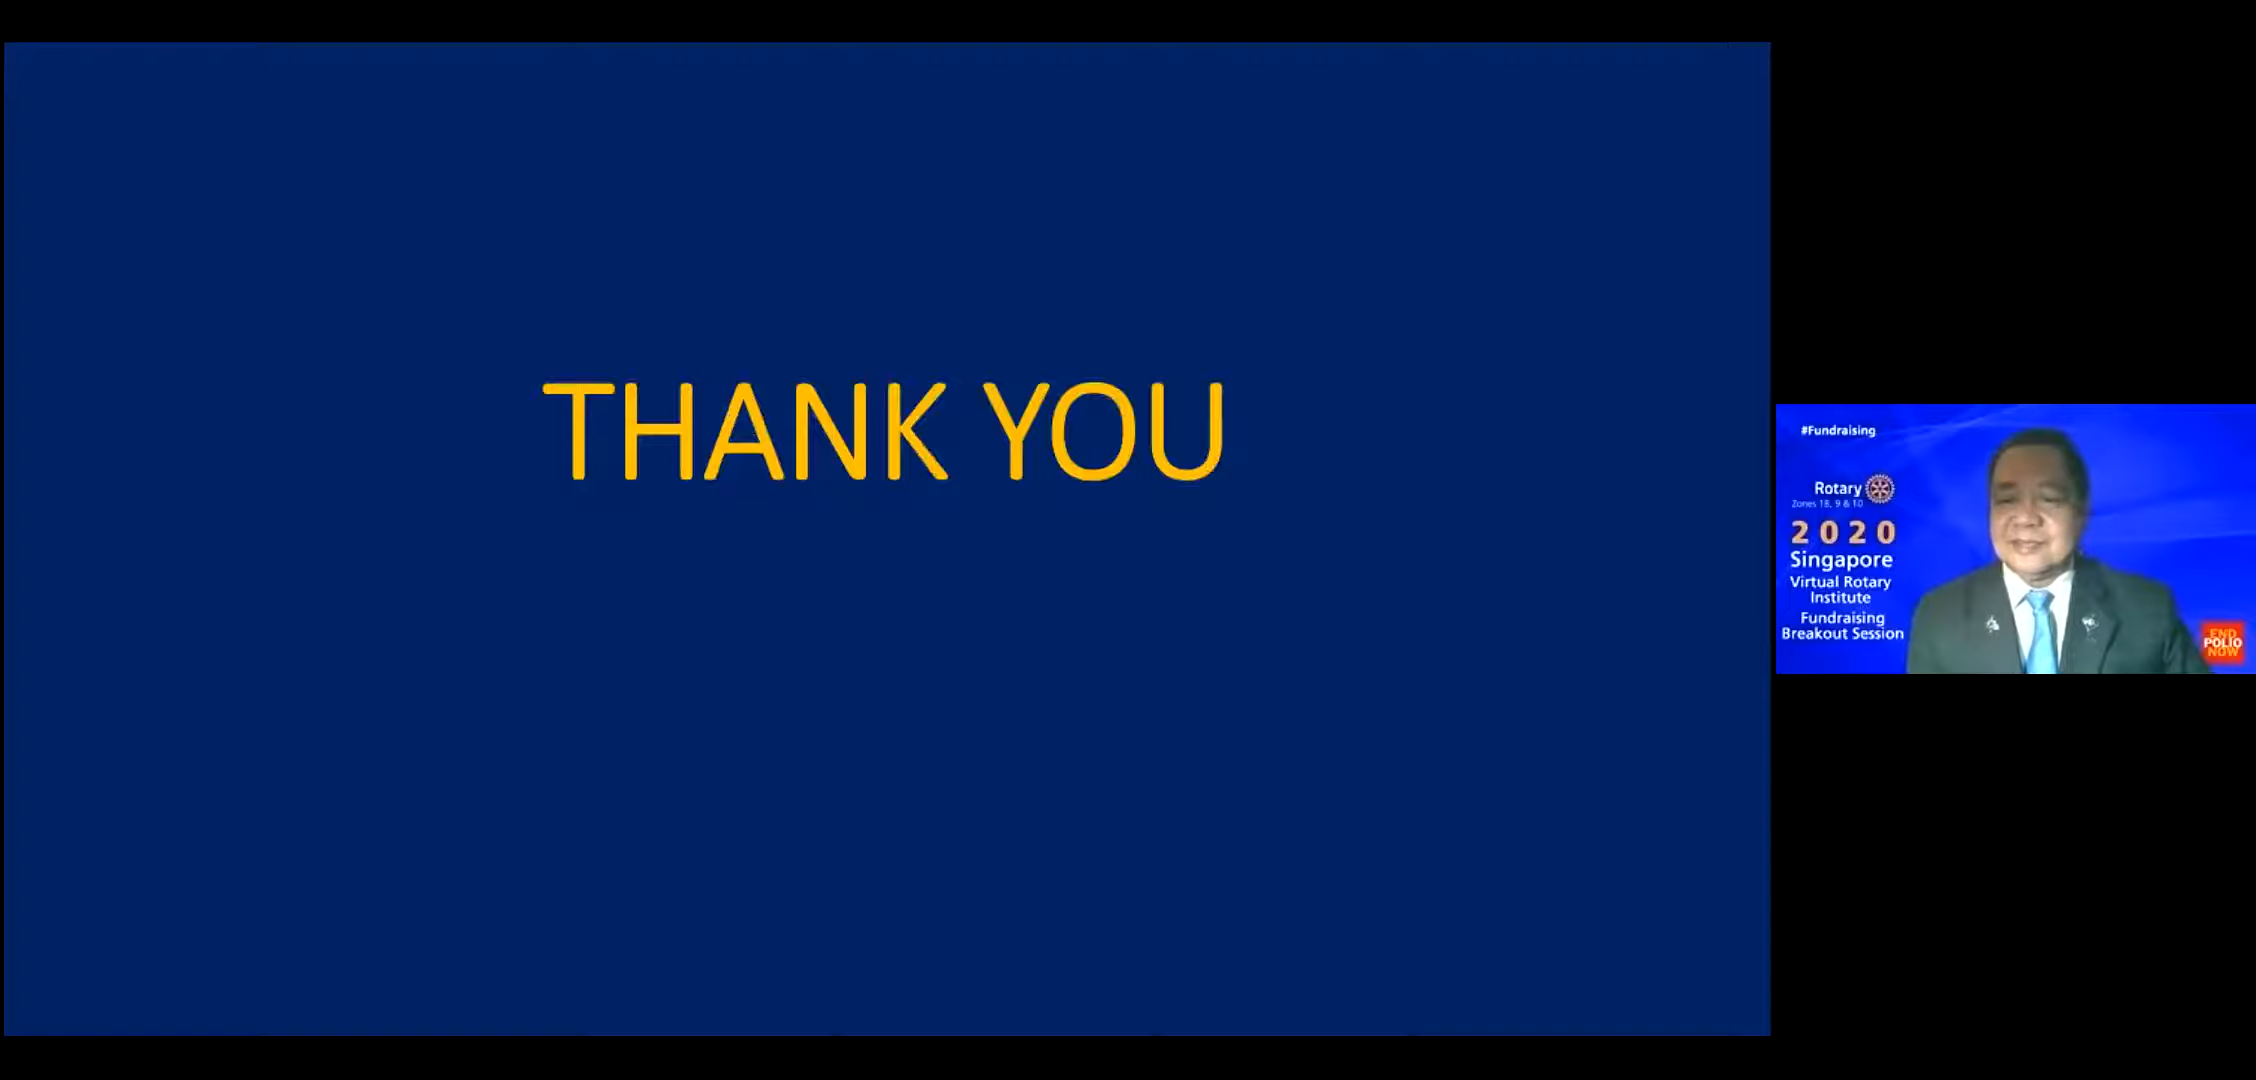 THANK YOU
#Fundraising
Rotary
Zones 18, 9 & 10
2020
Singapore
Virtual Rotary
Institute
Fundraising
Breakout Session
END
POLIO
NOW